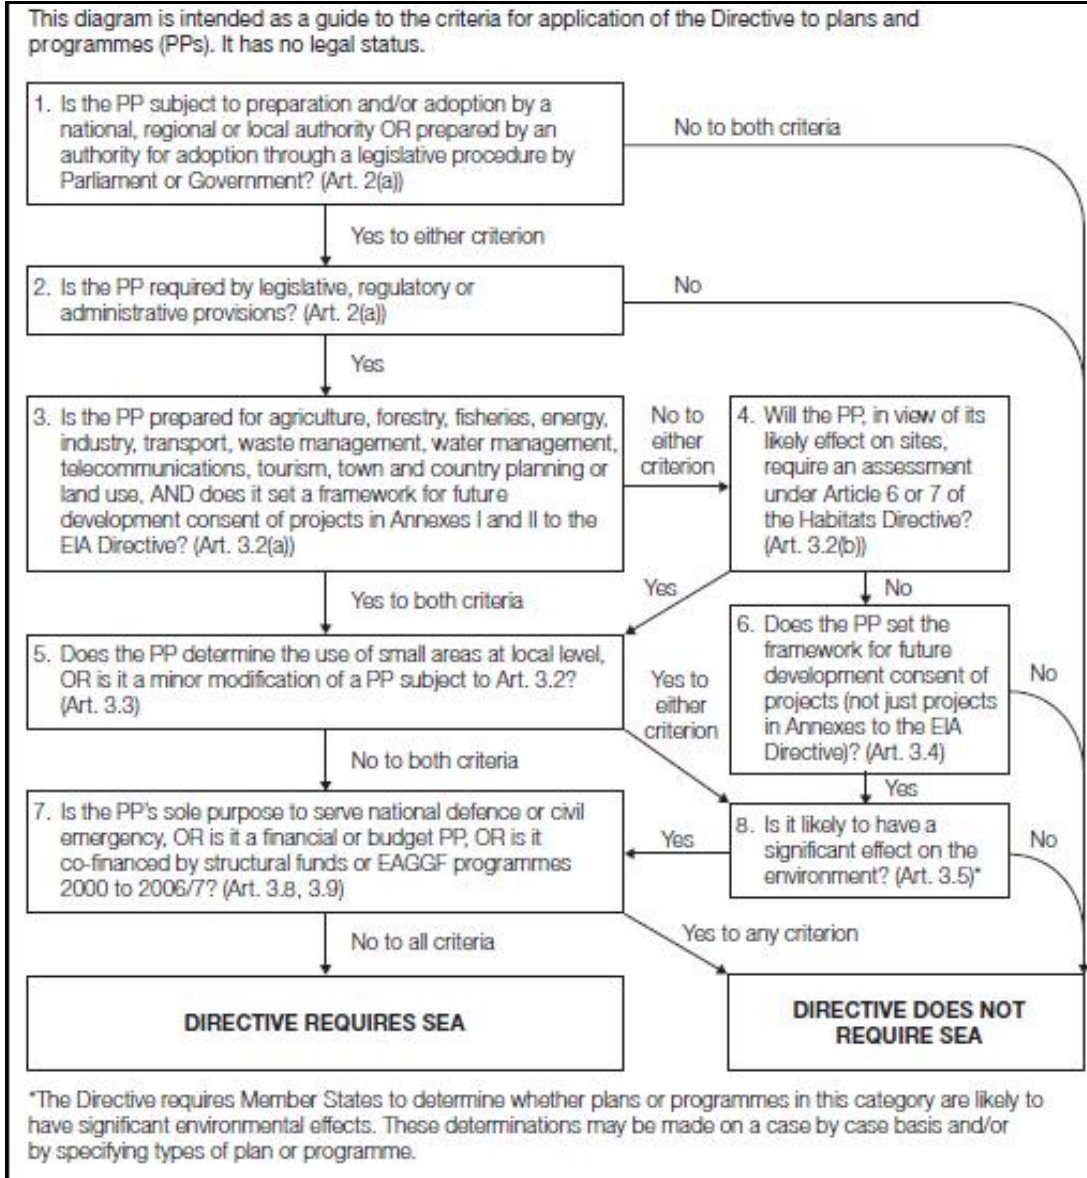 This diagram is intended as a guide to the criteria for application of the Directive to plans and
programmes (PPs). It has no legal status.
1. Is the PP subject to preparation and/or adoption by a
national, regional or local authority OR prepared by an
authority for adoption through a legislative procedure by
Parliament or Government? (Art. 2(a))
No to both criteria
Yes to either criterion
2. Is the PP required by legislative, regulatory or
administrative provisions? (Art. 2(a))
No
Yes
3. Is the PP prepared for agriculture, forestry, fisheries, energy,
industry, transport, waste management, water management,
telecommunications, tourism, town and country planning or
land use, AND does it set a framework for future
development consent of projects in Annexes I and II to the
EIA Directive? (Art. 3.2(a))
No to
either
criterion
4. Will the PP, in view of its
likely effect on sites,
require an assessment
under Article 6 or 7 of
the Habitats Directive?
(Art. 3.2(b))
Yes to both criteria
Yes
No
5. Does the PP determine the use of small areas at local level,
OR is it a minor modification of a PP subject to Art. 3.2?
(Art. 3.3)
Yes to
either
criterion
6. Does the PP set the
framework for future
development consent of
projects (not just projects
in Annexes to the EIA
Directive)? (Art. 3.4)
No
No to both criteria
Yes
7. Is the PP's sole purpose to serve national defence or civil
emergency, OR is it a financial or budget PP, OR is it
co-financed by structural funds or EAGGF programmes
2000 to 2006/7? (Art. 3.8, 3.9)
Yes
8. Is it likely to have a
significant effect on the
environment? (Art. 3.5)*
No
No to all criteria
Yes to any criterion
DIRECTIVE REQUIRES SEA
DIRECTIVE DOES NOT
REQUIRE SEA
*The Directive requires Member States to determine whether plans or programmes in this category are likely to
have significant environmental effects. These determinations may be made on a case by case basis and/or
by specifying types of plan or programme.